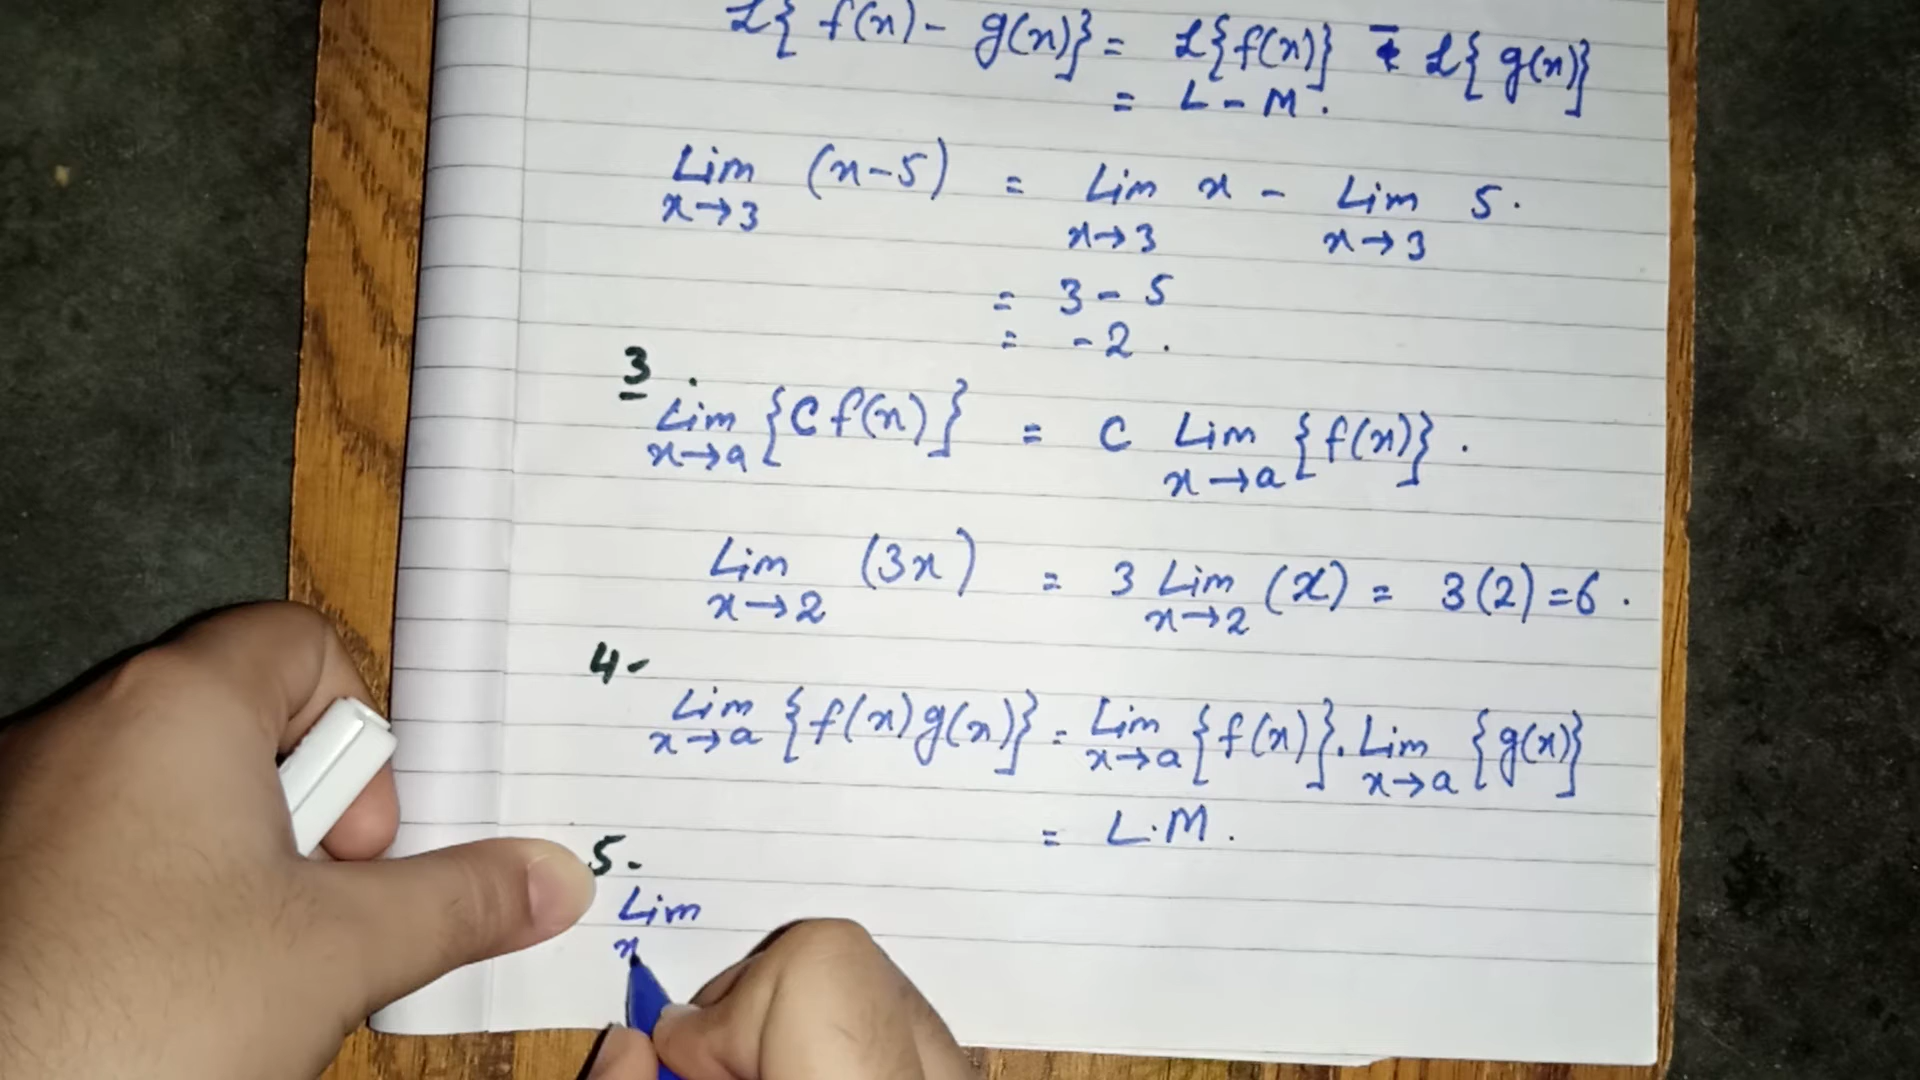 ℒ{ f(x) - g(x)} = ℒ{f(x)} - ℒ{ g(x)}
= L - M .
Lim x→3 (x-5) = Lim x→3 x - Lim x→3 5 .
= 3 - 5
= -2 .
3 .
Lim x→a {C f(x)} = C Lim x→a {f(x)} .
Lim x→2 (3x) = 3 Lim x→2 (x) = 3(2) = 6 .
4-
Lim x→a {f(x) g(x)} = Lim x→a {f(x)} . Lim x→a {g(x)}
= L.M .
5-
Lim x